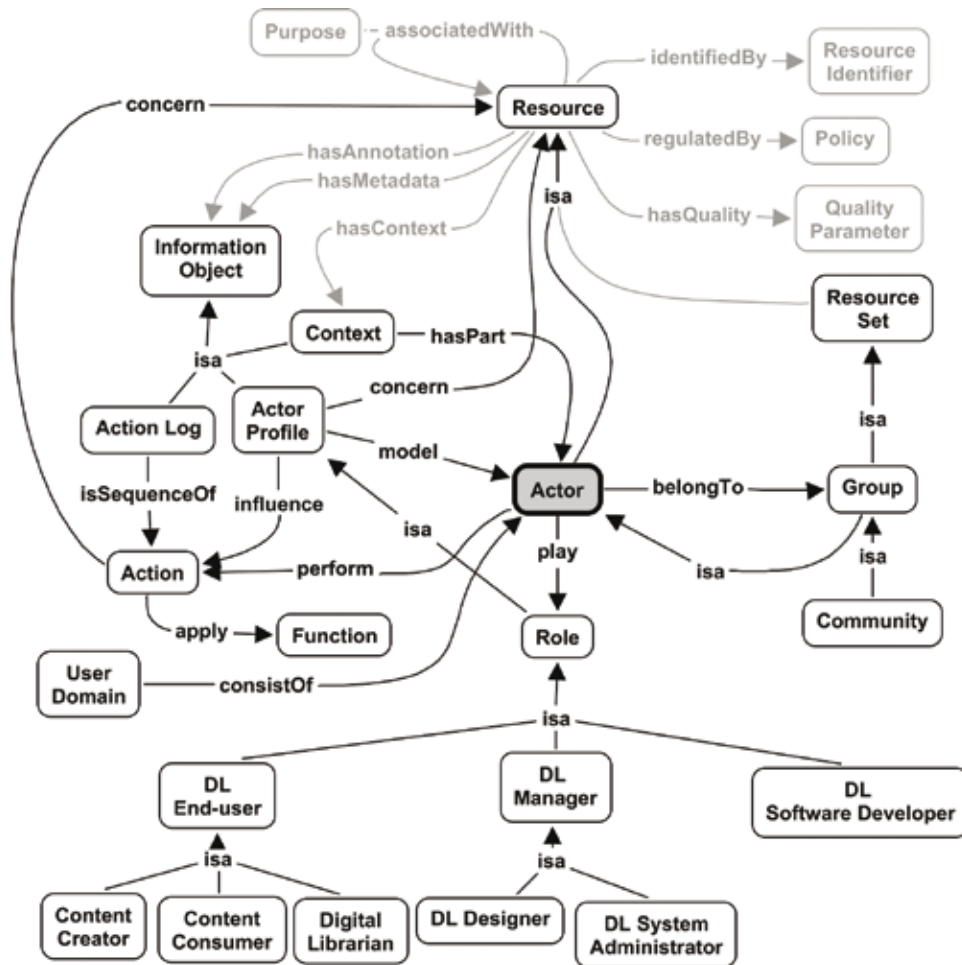 Purpose
associatedWith
identifiedBy
Resource
Identifier
Resource
concern
regulatedBy
Policy
hasAnnotation
hasMetadata
isa
hasQuality
Quality
Parameter
hasContext
Information
Object
Resource
Set
Context
hasPart
isa
concern
Action Log
Actor
Profile
isa
model
isSequenceOf
influence
Actor
belongTo
Group
isa
play
isa
isa
Action
perform
apply
Function
Role
Community
User
Domain
consistOf
isa
DL
End-user
DL
Manager
DL
Software Developer
isa
isa
Content
Creator
Content
Consumer
Digital
Librarian
DL Designer
DL System
Administrator